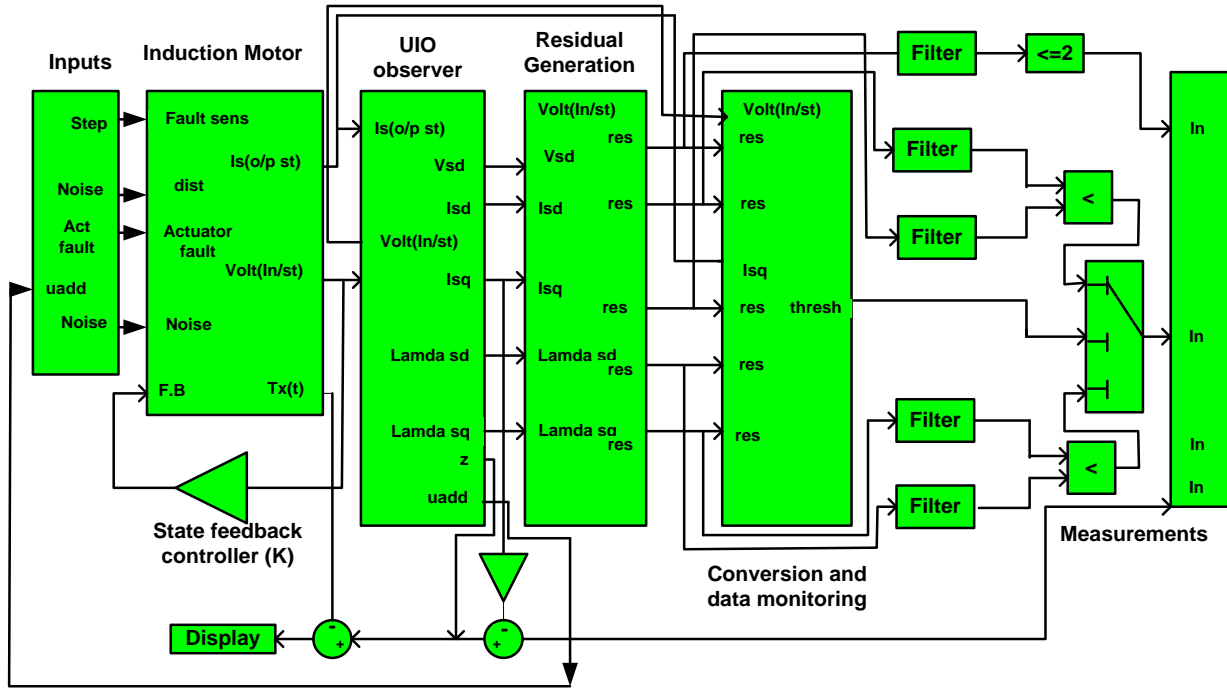 Inputs
Step
Noise
Act
fault
uadd
Noise
Induction Motor
Fault sens
Is(o/p st)
dist
Actuator
fault
Volt(In/st)
Noise
F.B
Tx(t)
State feedback
controller (K)
UIO
observer
Is(o/p st)
Vsd
Isd
Volt(In/st)
Isq
Lamda sd
Lamda sq
z
uadd
Residual
Generation
Volt(In/st)
res
Vsd
Isd
res
Isq
res
Lamda sd
res
Lamda sq
res
Volt(In/st)
res
res
Isq
res
thresh
res
res
Conversion and
data monitoring
Filter
<=2
Filter
Filter
<
Filter
Filter
<
In
In
In
In
Measurements
Display
-
+
-
+